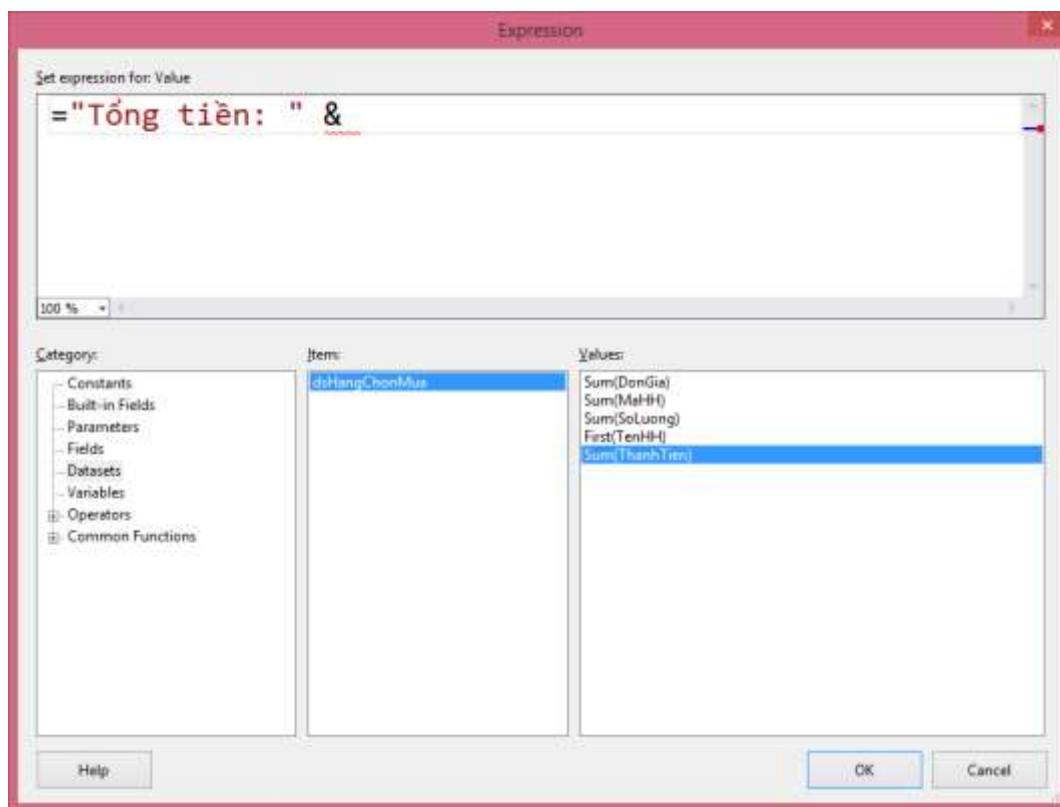 Expression
Set expression for: Value
="Tổng tiền: " &
100 %
Category:
Item:
Values:
Constants
Built-in Fields
Parameters
Fields
Datasets
Variables
Operators
Common Functions
dsHangChonMua
Sum(DonGia)
Sum(MaHH)
Sum(SoLuong)
First(TenHH)
Sum(ThanhTien)
Help
OK
Cancel